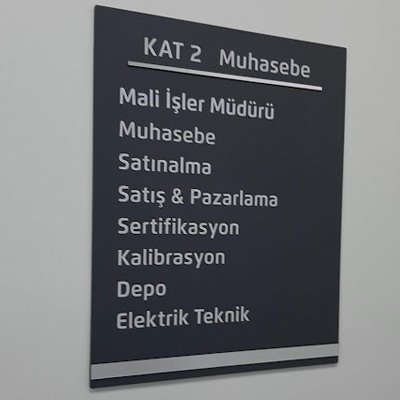 KAT 2 Muhasebe
Mali İşler Müdürü
Muhasebe
Satınalma
Satış & Pazarlama
Sertifikasyon
Kalibrasyon
Depo
Elektrik Teknik